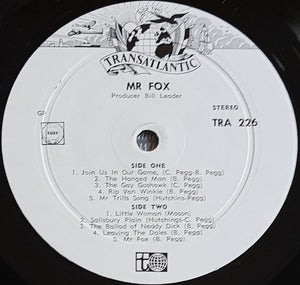 TRANSATLANTIC
MR FOX
Producer Bill Leader
STEREO
TRA 226
SIDE ONE
1. Join Us In Our Game, (C. Pegg-B. Pegg)
2. The Hanged Man (B. Pegg)
3. The Gay Goshawk (C. Pegg)
4. Rip Van Winkle (B. Pegg)
5. Mr Trills Song (Hutchins-Pegg)
SIDE TWO
1. Little Woman (Mason)
2. Salisbury Plain (Hutchings-C. Pegg)
3. The Ballad of Neady Dick (B. Pegg)
4. Leaving The Dales (B. Pegg)
5. Mr Fox (B. Pegg)